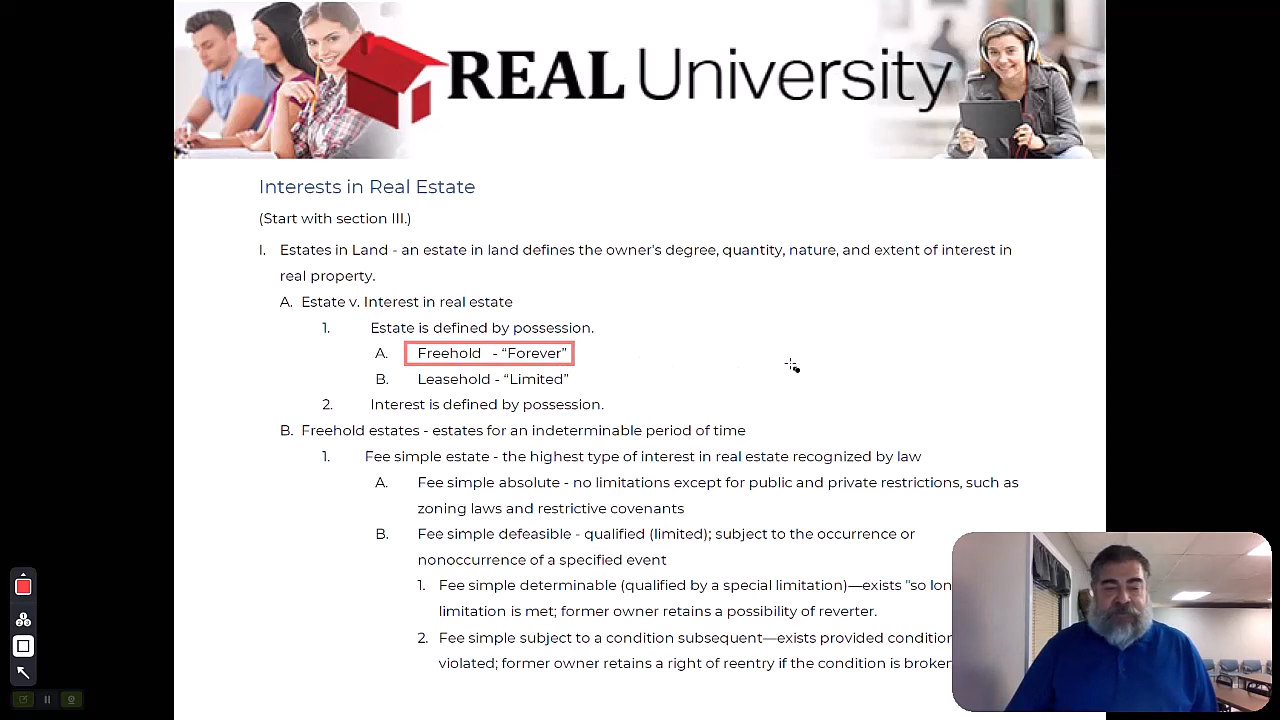 REAL University
Interests in Real Estate
(Start with section III.)
I. Estates in Land - an estate in land defines the owner's degree, quantity, nature, and extent of interest in
real property.
A. Estate v. Interest in real estate
1. Estate is defined by possession.
A. Freehold - “Forever”
B. Leasehold - “Limited”
2. Interest is defined by possession.
B. Freehold estates - estates for an indeterminable period of time
1. Fee simple estate - the highest type of interest in real estate recognized by law
A. Fee simple absolute - no limitations except for public and private restrictions, such as
zoning laws and restrictive covenants
B. Fee simple defeasible - qualified (limited); subject to the occurrence or
nonoccurrence of a specified event
1. Fee simple determinable (qualified by a special limitation)—exists "so lon
limitation is met; former owner retains a possibility of reverter.
2. Fee simple subject to a condition subsequent—exists provided condition
violated; former owner retains a right of reentry if the condition is broken